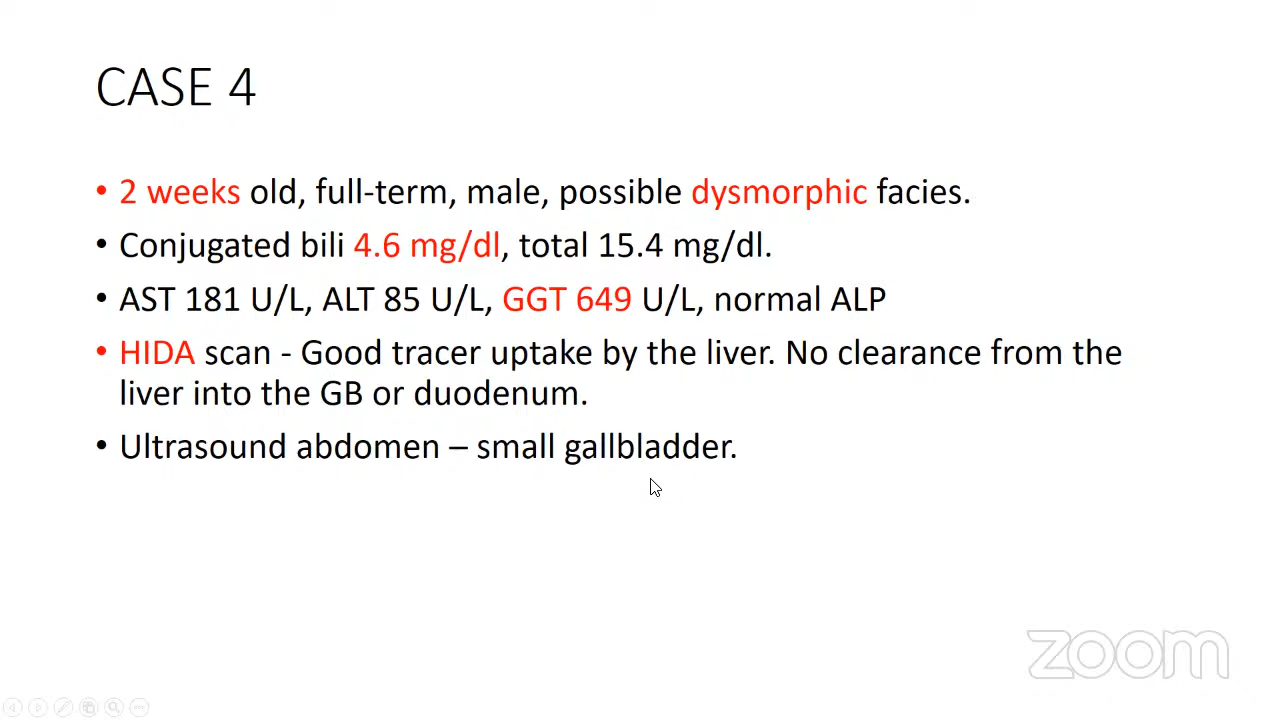 CASE 4
• 2 weeks old, full-term, male, possible dysmorphic facies.
• Conjugated bili 4.6 mg/dl, total 15.4 mg/dl.
• AST 181 U/L, ALT 85 U/L, GGT 649 U/L, normal ALP
• HIDA scan - Good tracer uptake by the liver. No clearance from the
liver into the GB or duodenum.
• Ultrasound abdomen – small gallbladder.
zoom